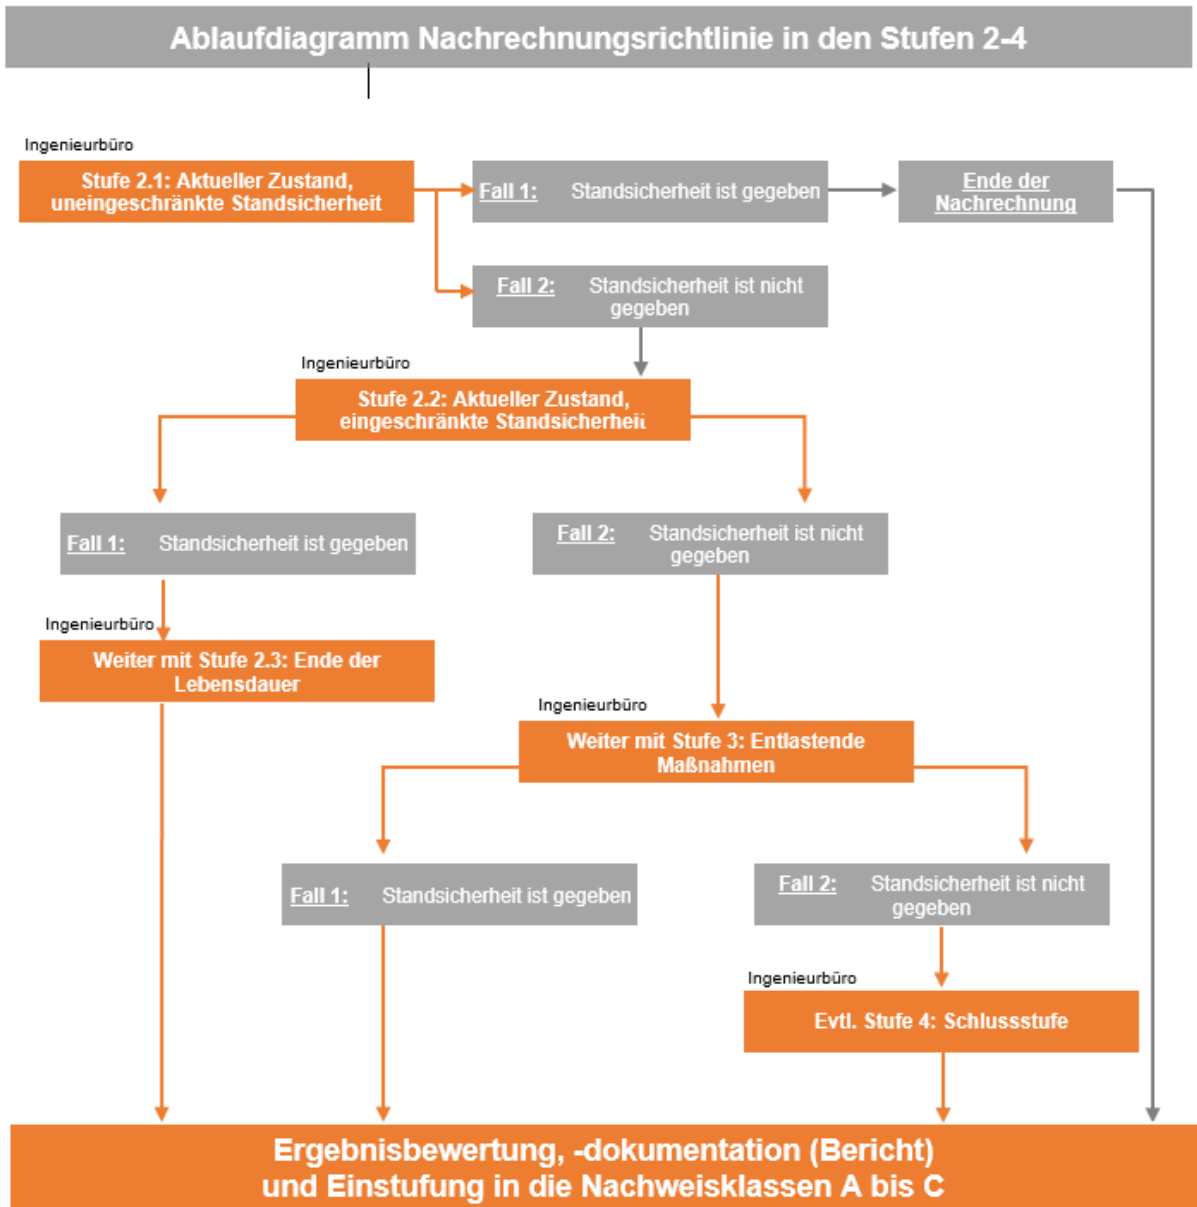 Ablaufdiagramm Nachrechnungsrichtlinie in den Stufen 2-4
Ingenieurbüro
Stufe 2.1: Aktueller Zustand,
uneingeschränkte Standsicherheit
Fall 1: Standsicherheit ist gegeben
Ende der
Nachrechnung
Fall 2: Standsicherheit ist nicht
gegeben
Ingenieurbüro
Stufe 2.2: Aktueller Zustand,
eingeschränkte Standsicherheit
Fall 1: Standsicherheit ist gegeben
Fall 2: Standsicherheit ist nicht
gegeben
Ingenieurbüro
Weiter mit Stufe 2.3: Ende der
Lebensdauer
Ingenieurbüro
Weiter mit Stufe 3: Entlastende
Maßnahmen
Fall 1: Standsicherheit ist gegeben
Fall 2: Standsicherheit ist nicht
gegeben
Ingenieurbüro
Evtl. Stufe 4: Schlussstufe
Ergebnisbewertung, -dokumentation (Bericht)
und Einstufung in die Nachweisklassen A bis C